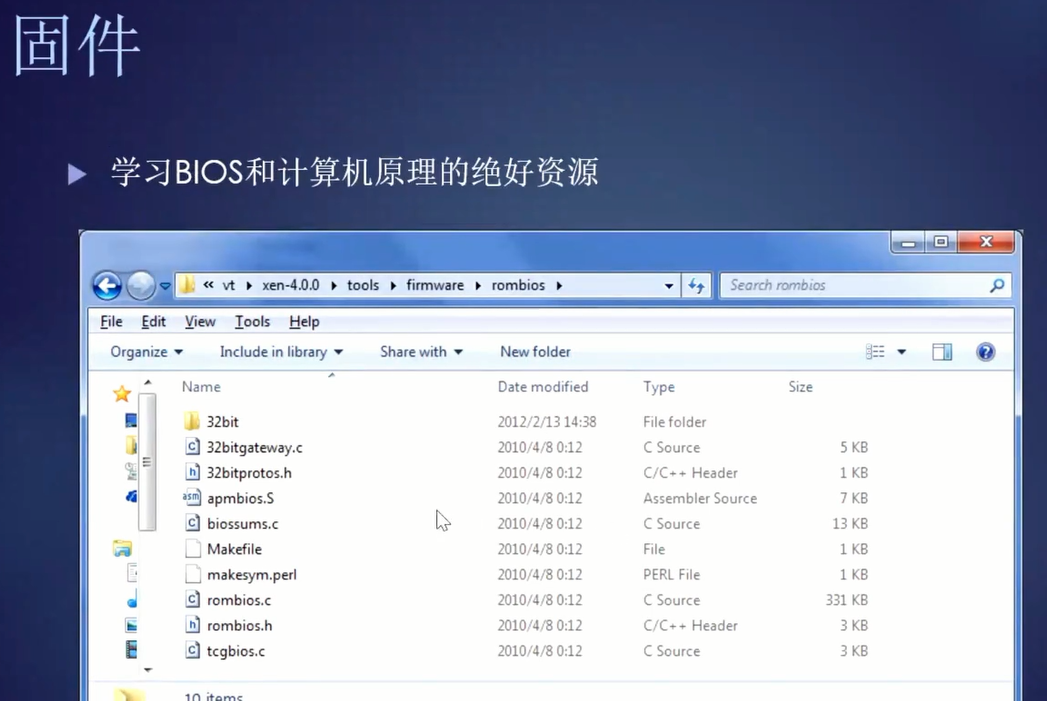 固件
学习BIOS和计算机原理的绝好资源
« vt xen-4.0.0 tools firmware rombios Search rombios
File Edit View Tools Help
Organize Include in library Share with New folder
Name Date modified Type Size
32bit 2012/2/13 14:38 File folder
32bitgateway.c 2010/4/8 0:12 C Source 5 KB
32bitprotos.h 2010/4/8 0:12 C/C++ Header 1 KB
apmbios.S 2010/4/8 0:12 Assembler Source 7 KB
biossums.c 2010/4/8 0:12 C Source 13 KB
Makefile 2010/4/8 0:12 File 1 KB
makesym.perl 2010/4/8 0:12 PERL File 1 KB
rombios.c 2010/4/8 0:12 C Source 331 KB
rombios.h 2010/4/8 0:12 C/C++ Header 3 KB
tcgbios.c 2010/4/8 0:12 C Source 3 KB
10 items